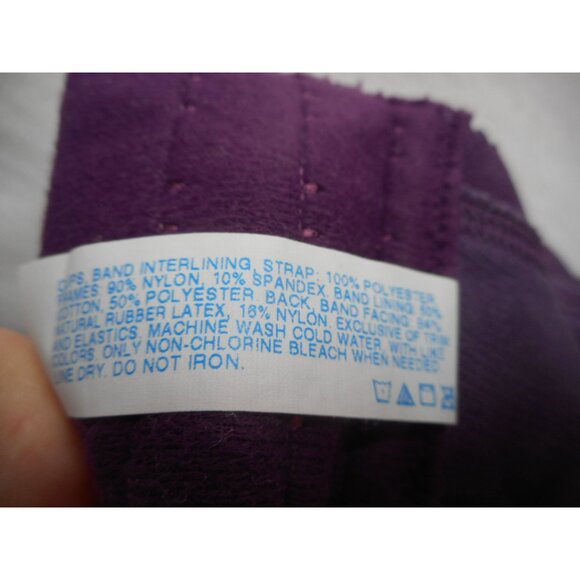 CUPS, BAND INTERLINING, STRAP: 100% POLYESTER
FRAMES: 90% NYLON, 10% SPANDEX, BAND LINING: 50%
COTTON, 50% POLYESTER, BACK, BAND FACING: 84%
NATURAL RUBBER LATEX, 16% NYLON, EXCLUSIVE OF TRIM
AND ELASTICS. MACHINE WASH COLD WATER, WITH LIKE
COLORS. ONLY NON-CHLORINE BLEACH WHEN NEEDED.
LINE DRY. DO NOT IRON.